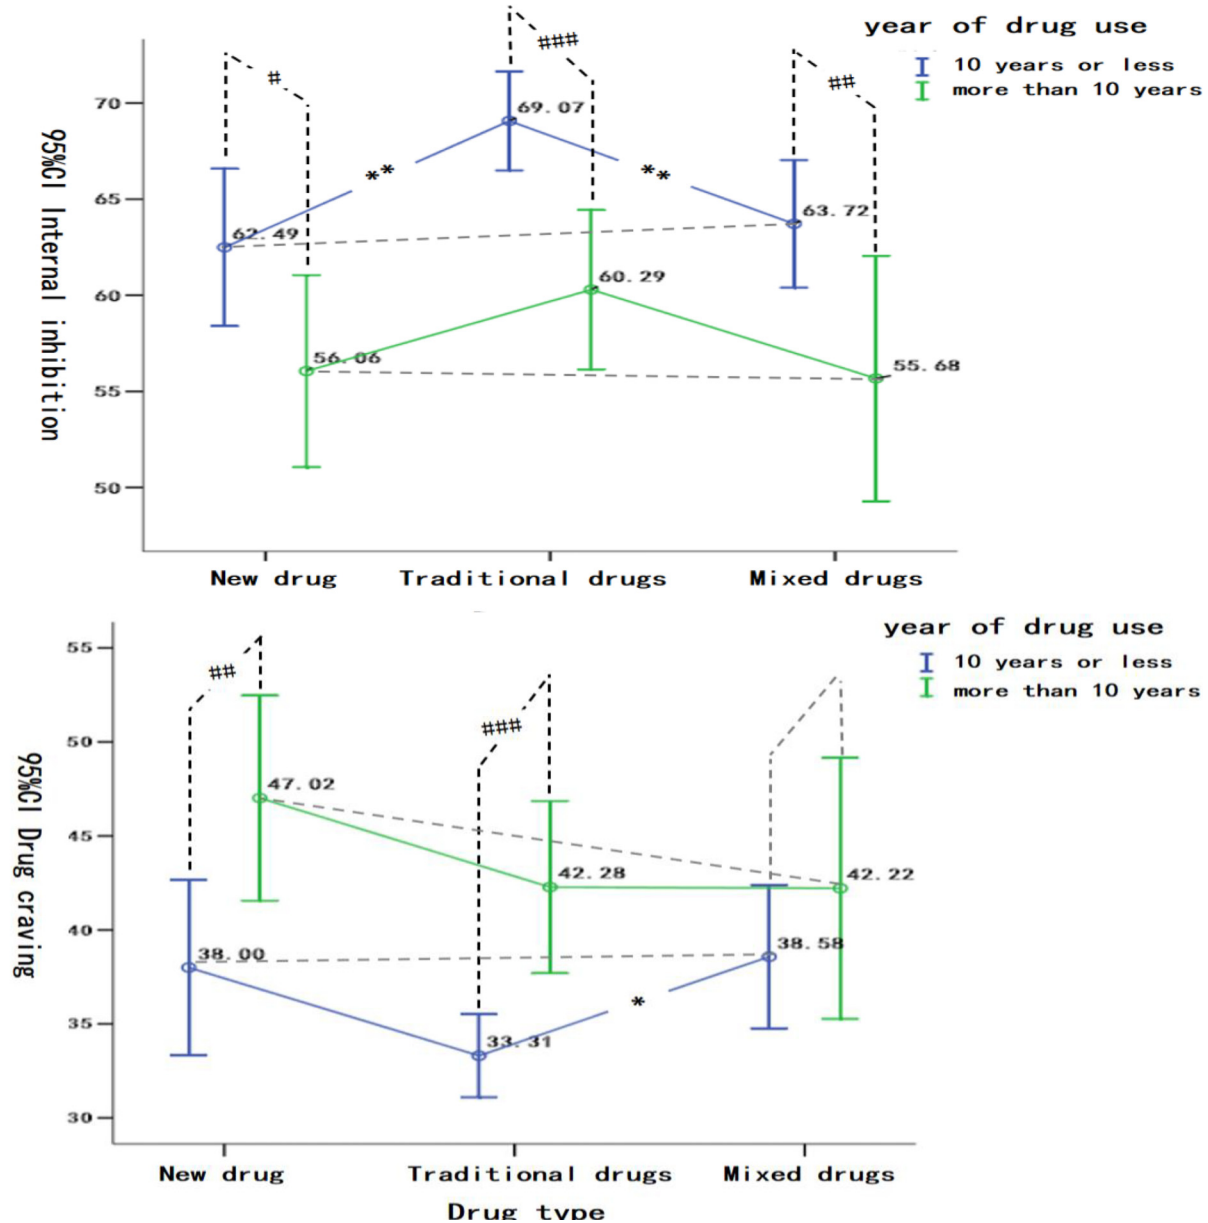 year of drug use
10 years or less
more than 10 years
###
#
##
70
69.07
**
**
65
63.72
62.49
60
60.29
56.06
55.68
55
50
95%CI Internal inhibition
New drug
Traditional drugs
Mixed drugs
year of drug use
10 years or less
more than 10 years
55
##
###
50
47.02
45
42.28
42.22
40
38.00
38.58
*
35
33.31
30
95%CI Drug craving
New drug
Traditional drugs
Mixed drugs
Drug type